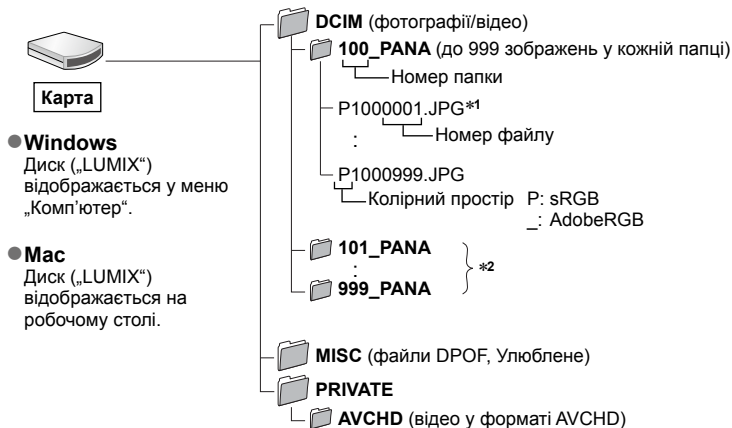 Карта
●Windows
Диск („LUMIX“)
відображається у меню
„Комп’ютер“.
●Mac
Диск („LUMIX“)
відображається на
робочому столі.
DCIM (фотографії/відео)
100_PANA (до 999 зображень у кожній папці)
Номер папки
P1000001.JPG*1
Номер файлу
:
P1000999.JPG
Колірний простір P: sRGB
_: AdobeRGB
101_PANA
:
*2
999_PANA
MISC (файли DPOF, Улюблене)
PRIVATE
AVCHD (відео у форматі AVCHD)